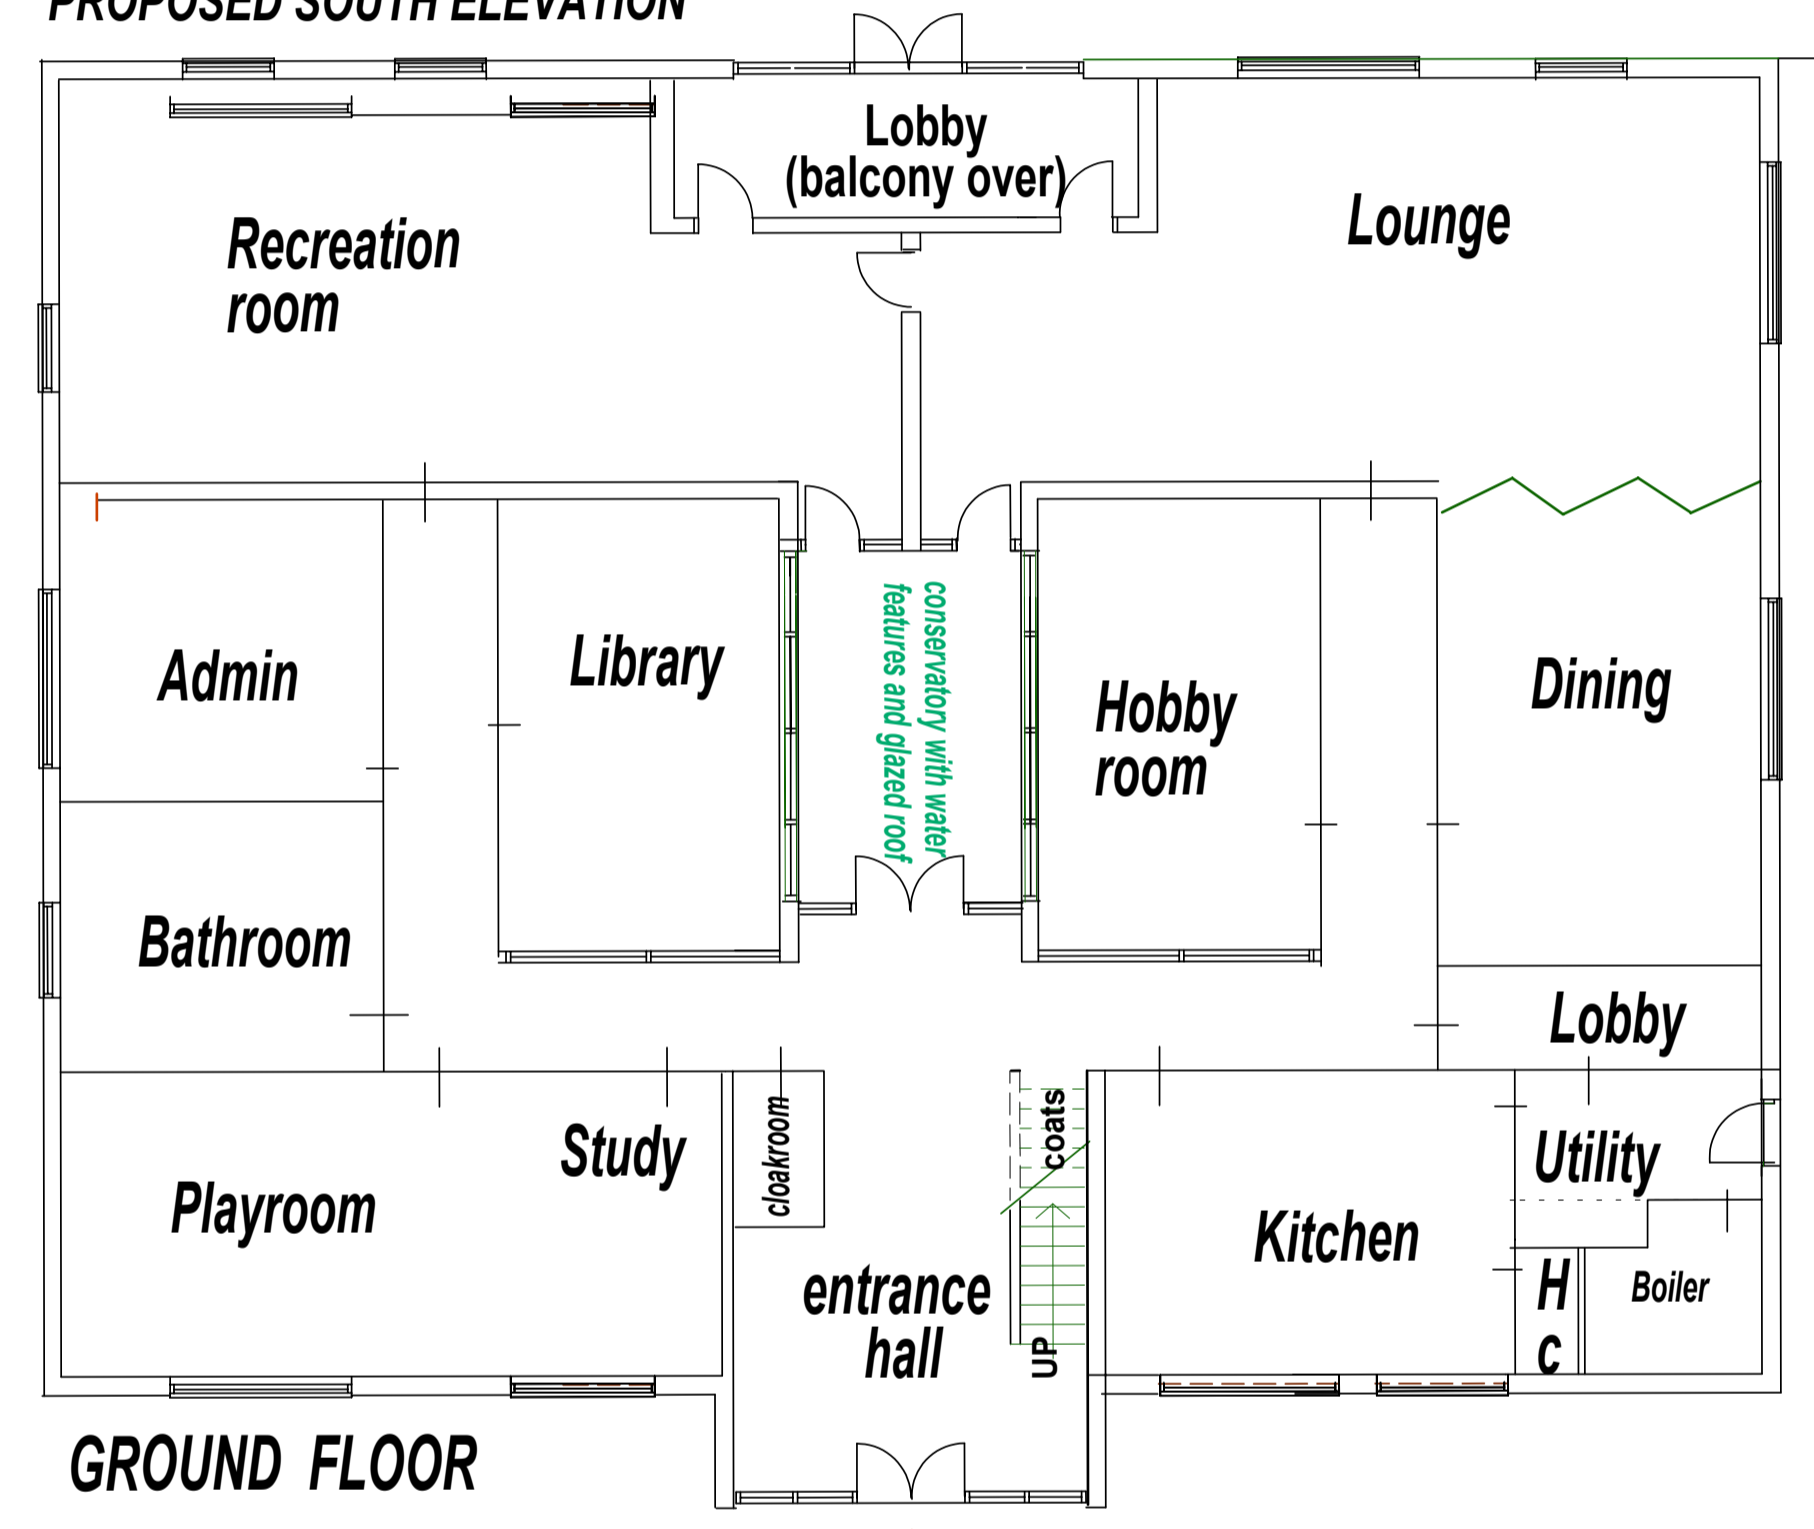 PROPOSED SOUTH ELEVATION
Lobby
(balcony over)
Recreation
room
Lounge
Admin
Library
conservatory with water
features and glazed roof
Hobby
room
Dining
Bathroom
Lobby
Playroom
Study
cloakroom
coats
UP
entrance
hall
Kitchen
Utility
H
c
Boiler
GROUND FLOOR